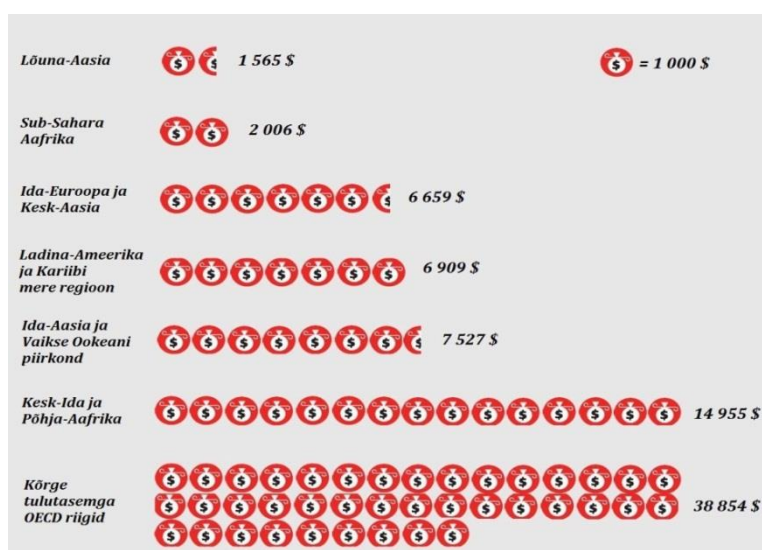 Lõuna-Aasia
1 565 $
= 1 000 $
Sub-Sahara
Aafrika
2 006 $
Ida-Euroopa ja
Kesk-Aasia
6 659 $
Ladina-Ameerika
ja Kariibi
mere regioon
6 909 $
Ida-Aasia ja
Vaikse Ookeani
piirkond
7 527 $
Kesk-Ida ja
Põhja-Aafrika
14 955 $
Kõrge
tulutasemga
OECD riigid
38 854 $